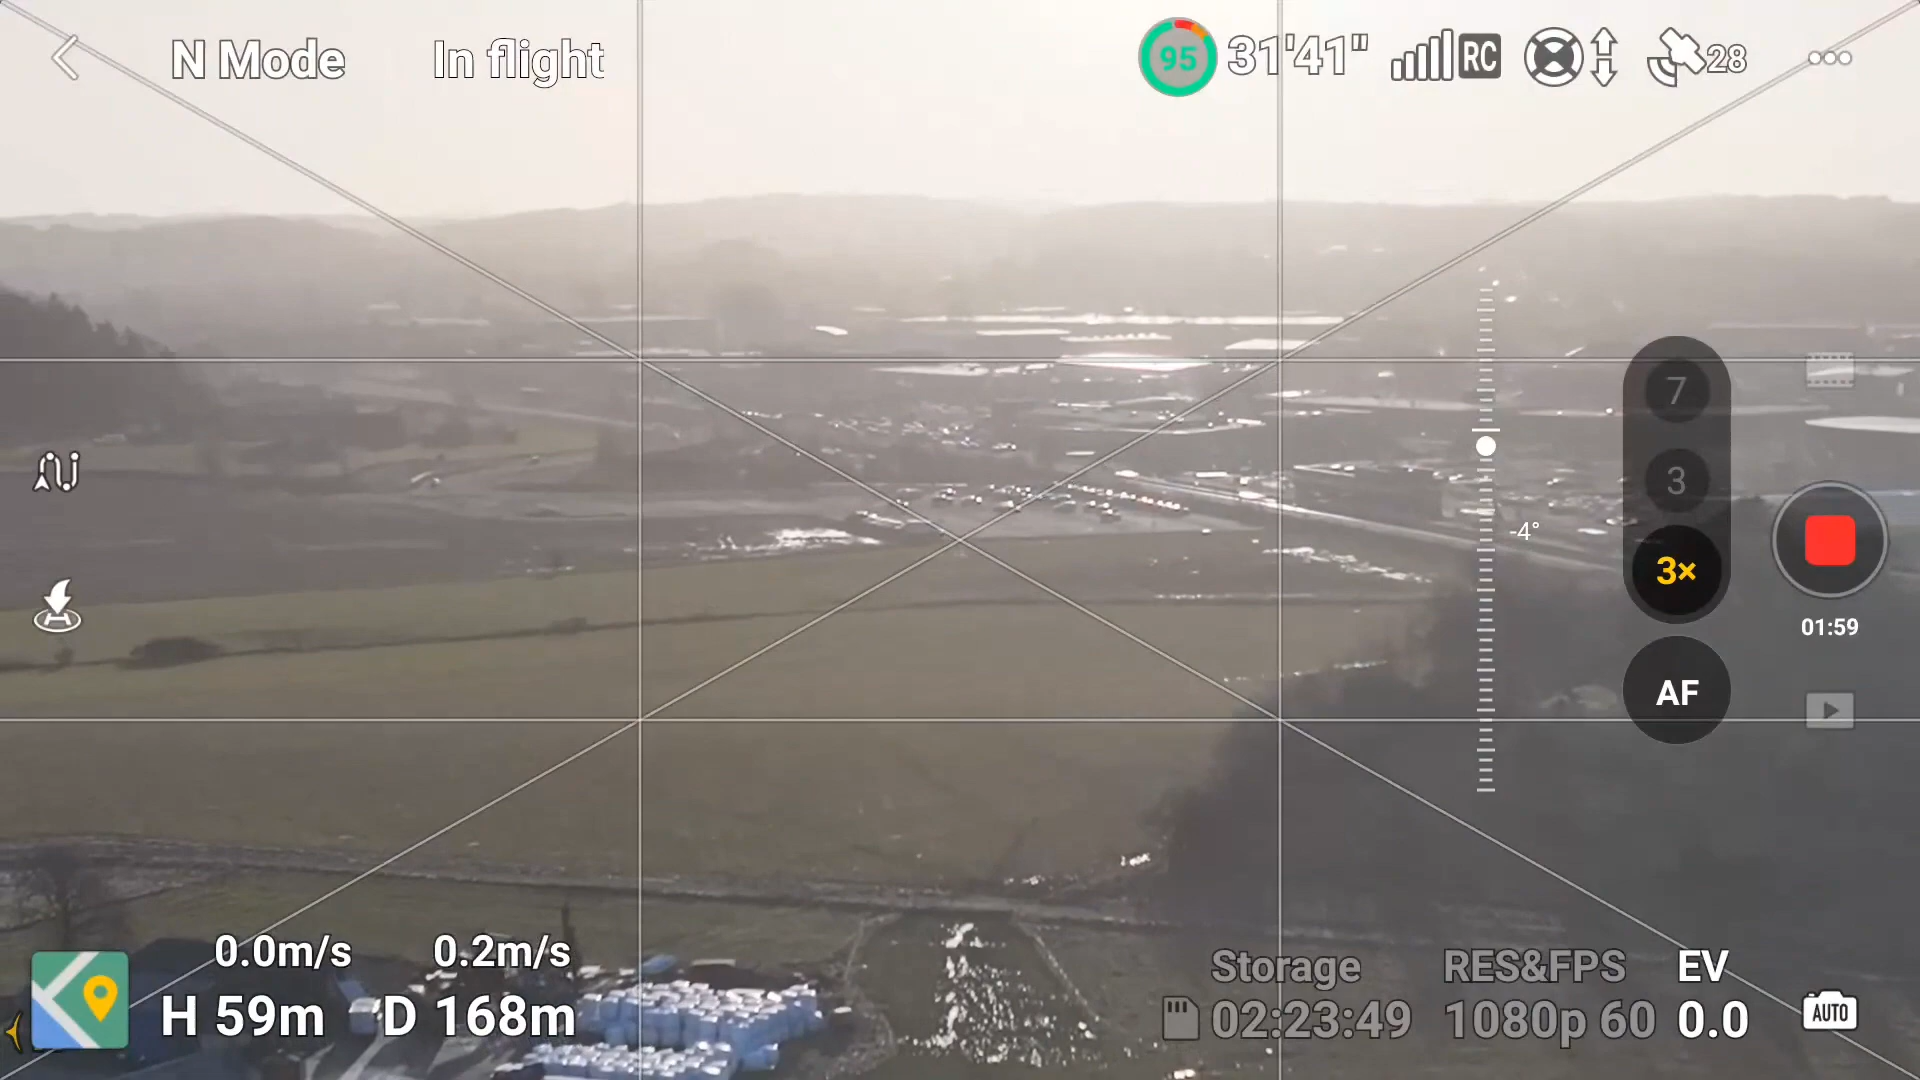 N Mode In flight 95 31'41" RC 28
7
3
-4°
3×
01:59
AF
0.0m/s 0.2m/s
H 59m D 168m
Storage RES&FPS EV
02:23:49 1080p 60 0.0
AUTO